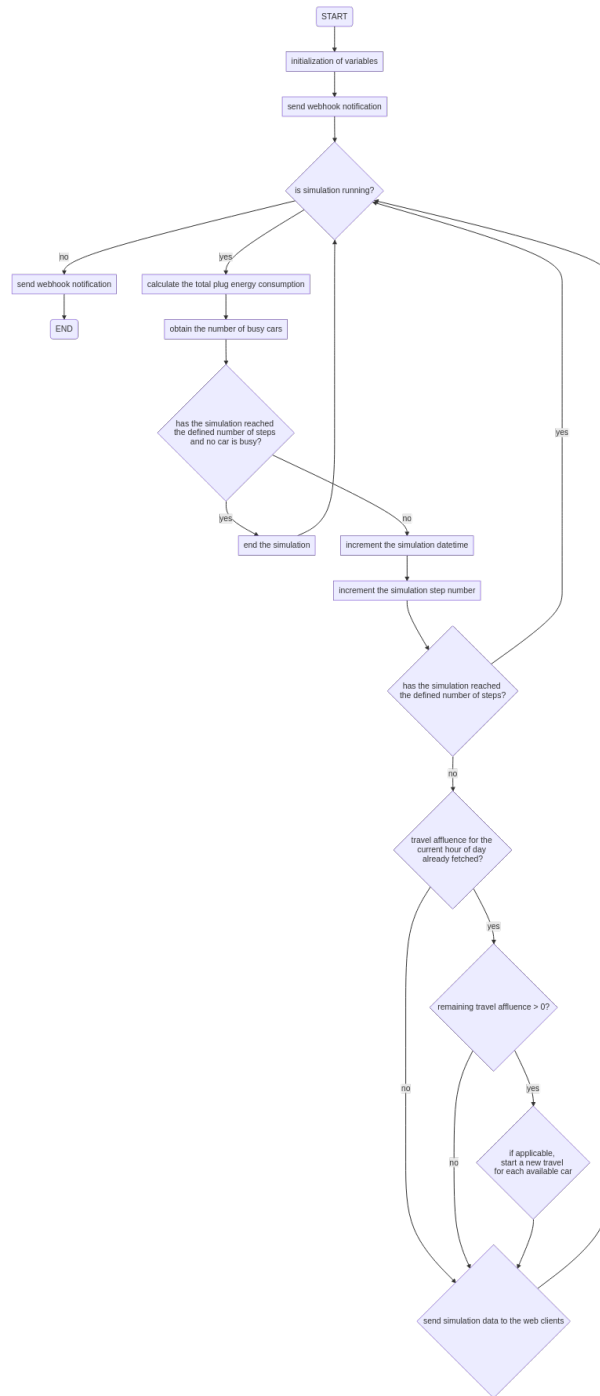 START
initialization of variables
send webhook notification
is simulation running?
no
yes
send webhook notification
calculate the total plug energy consumption
END
obtain the number of busy cars
has the simulation reached
the defined number of steps
and no car is busy?
yes
yes
no
end the simulation
increment the simulation datetime
increment the simulation step number
has the simulation reached
the defined number of steps?
no
travel affluence for the
current hour of day
already fetched?
yes
remaining travel affluence > 0?
no
yes
no
if applicable,
start a new travel
for each available car
send simulation data to the web clients